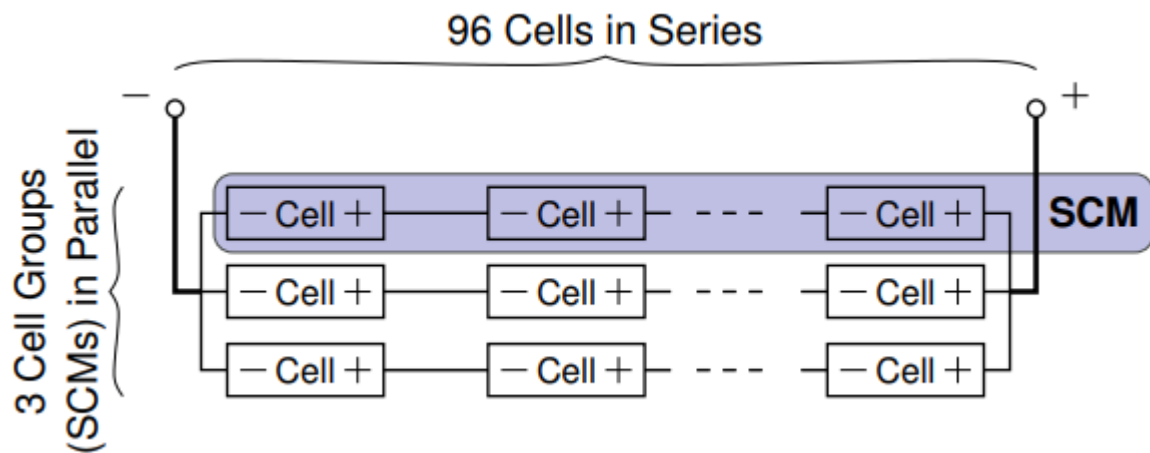 96 Cells in Series
− +
3 Cell Groups
(SCMs) in Parallel
− Cell + − Cell + − Cell + SCM
− Cell + − Cell + − Cell +
− Cell + − Cell + − Cell +